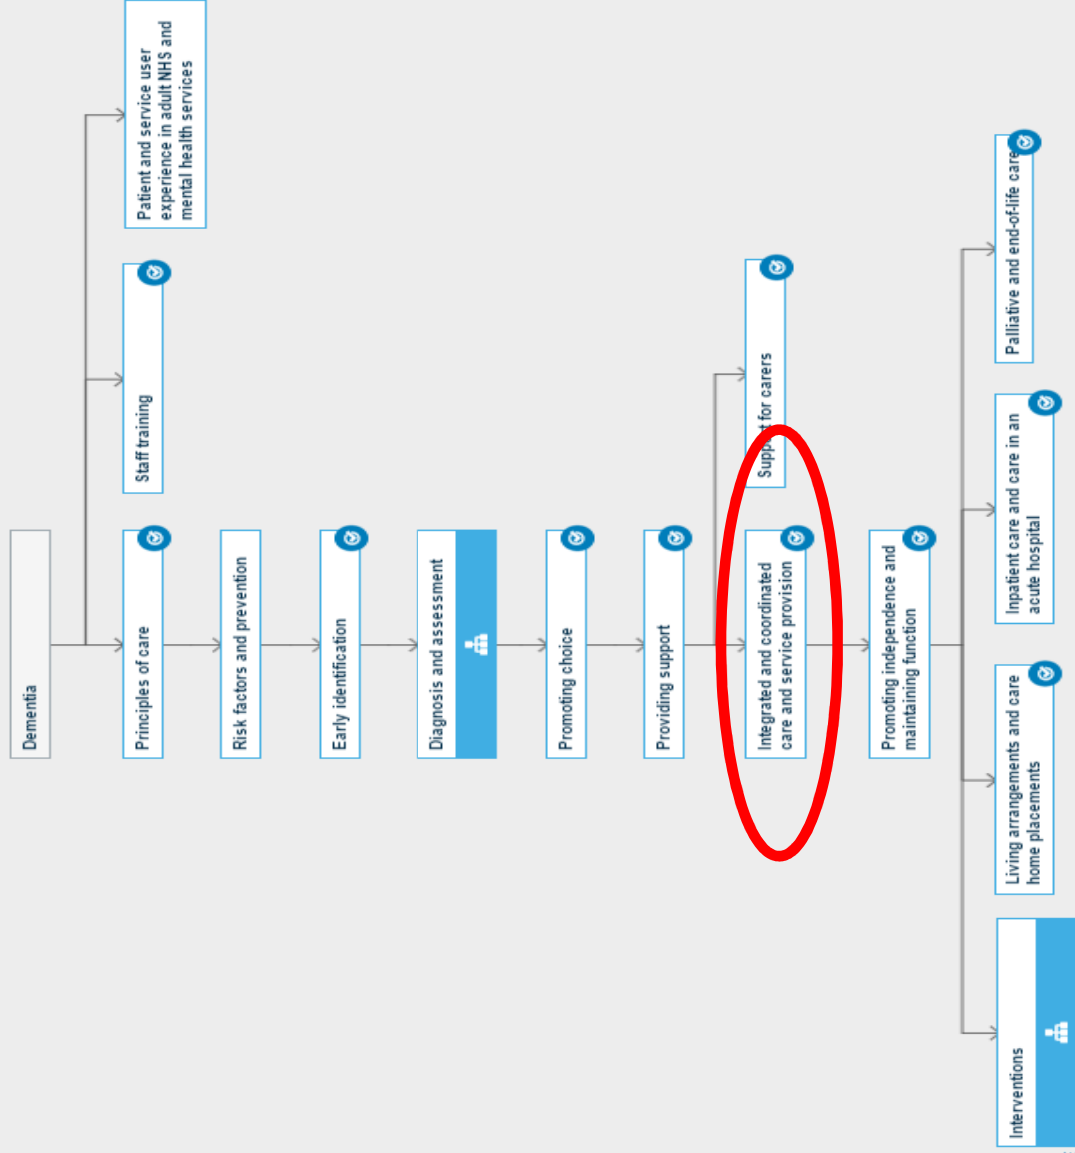 Dementia
Principles of care
Staff training
Patient and service user
experience in adult NHS and
mental health services
Risk factors and prevention
Early identification
Diagnosis and assessment
Promoting choice
Providing support
Integrated and coordinated
care and service provision
Support for carers
Promoting independence and
maintaining function
Interventions
Living arrangements and care
home placements
Inpatient care and care in an
acute hospital
Palliative and end-of-life care